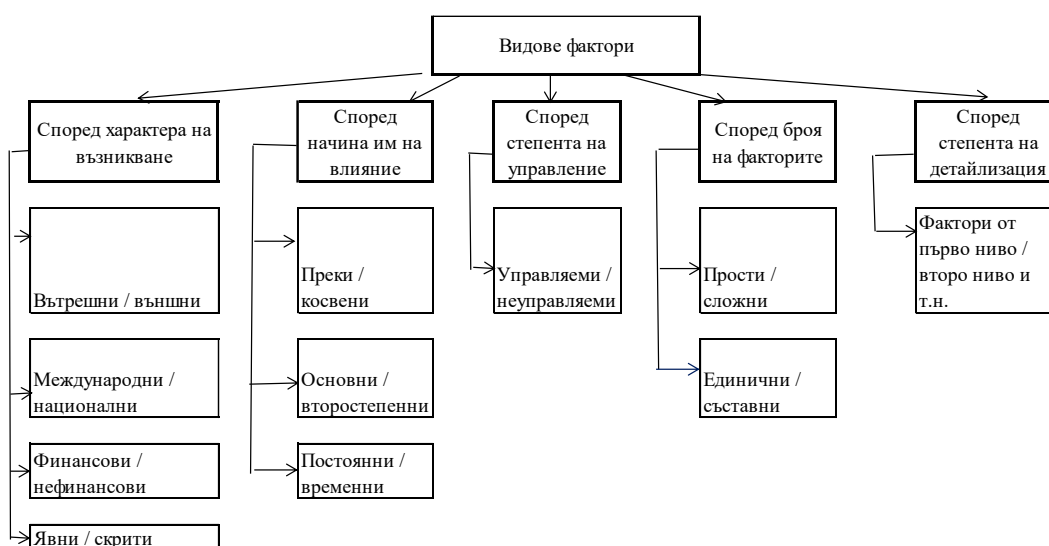 Видове фактори
Според характера на
възникване
Според
начина им на
влияние
Според
степента на
управление
Според броя
на факторите
Според
степента на
детайлизация
Вътрешни / външни
Преки /
косвени
Управляеми /
неуправляеми
Прости /
сложни
Фактори от
първо ниво /
второ ниво и
т.н.
Международни /
национални
Основни /
второстепенни
Единични /
съставни
Финансови /
нефинансови
Постоянни /
временни
Явни / скрити